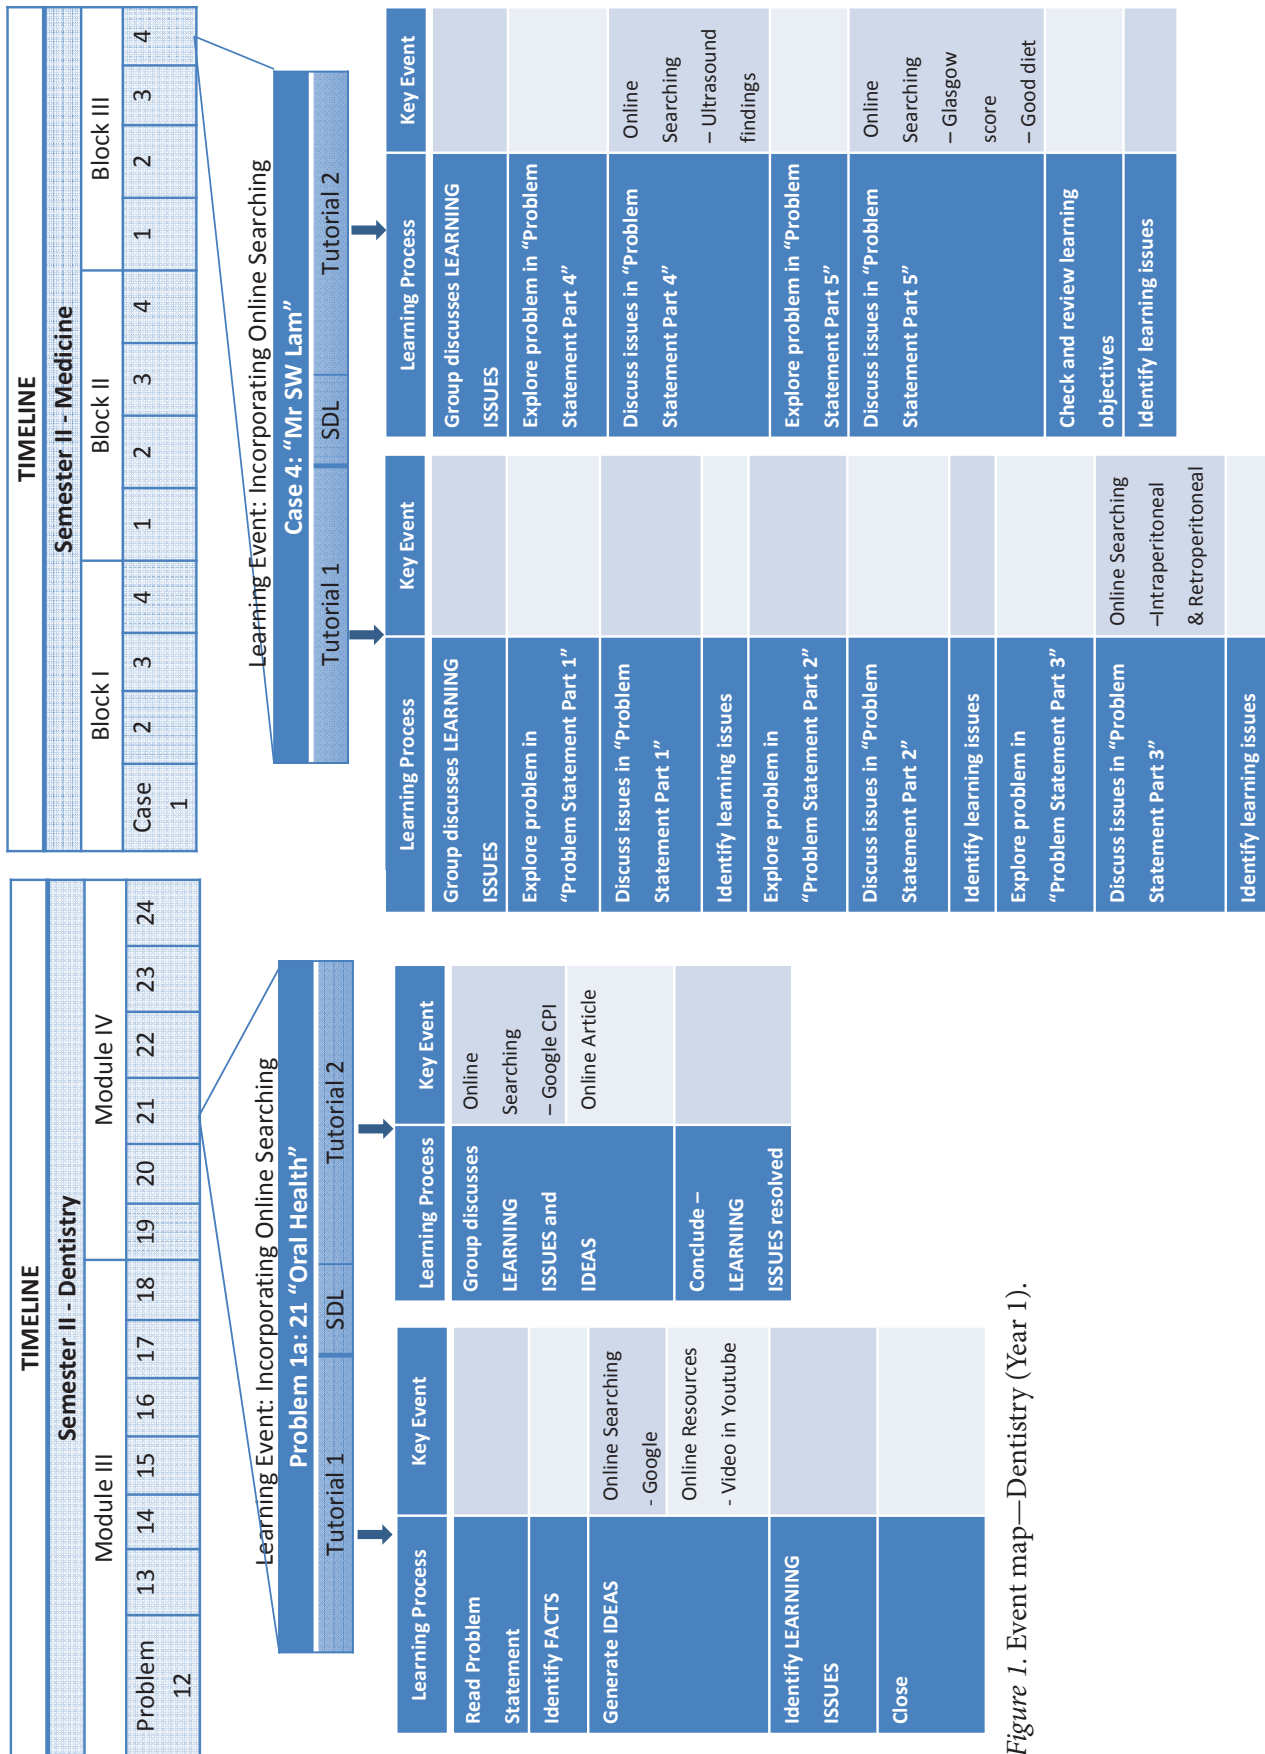 TIMELINE
Semester II - Dentistry
Module III
Module IV
Problem
12
13
14
15
16
17
18
19
20
21
22
23
24
Learning Event: Incorporating Online Searching
Problem 1a: 21 “Oral Health”
Tutorial 1
SDL
Tutorial 2
Learning Process
Key Event
Read Problem
Statement
Identify FACTS
Generate IDEAS
Online Searching
- Google
Online Resources
- Video in Youtube
Identify LEARNING
ISSUES
Close
Learning Process
Key Event
Group discusses
LEARNING
ISSUES and
IDEAS
Online
Searching
– Google CPI
Online Article
Conclude –
LEARNING
ISSUES resolved
TIMELINE
Semester II - Medicine
Block I
Block II
Block III
Case
1
2
3
4
1
2
3
4
1
2
3
4
Learning Event: Incorporating Online Searching
Case 4: “Mr SW Lam”
Tutorial 1
SDL
Tutorial 2
Learning Process
Key Event
Group discusses LEARNING
ISSUES
Explore problem in
“Problem Statement Part 1”
Discuss issues in “Problem
Statement Part 1”
Identify learning issues
Explore problem in
“Problem Statement Part 2”
Discuss issues in “Problem
Statement Part 2”
Identify learning issues
Explore problem in
“Problem Statement Part 3”
Discuss issues in “Problem
Statement Part 3”
Online Searching
–Intraperitoneal
& Retroperitoneal
Identify learning issues
Learning Process
Key Event
Group discusses LEARNING
ISSUES
Explore problem in “Problem
Statement Part 4”
Discuss issues in “Problem
Statement Part 4”
Online
Searching
– Ultrasound
findings
Explore problem in “Problem
Statement Part 5”
Discuss issues in “Problem
Statement Part 5”
Online
Searching
– Glasgow
score
– Good diet
Check and review learning
objectives
Identify learning issues
Figure 1. Event map—Dentistry (Year 1).